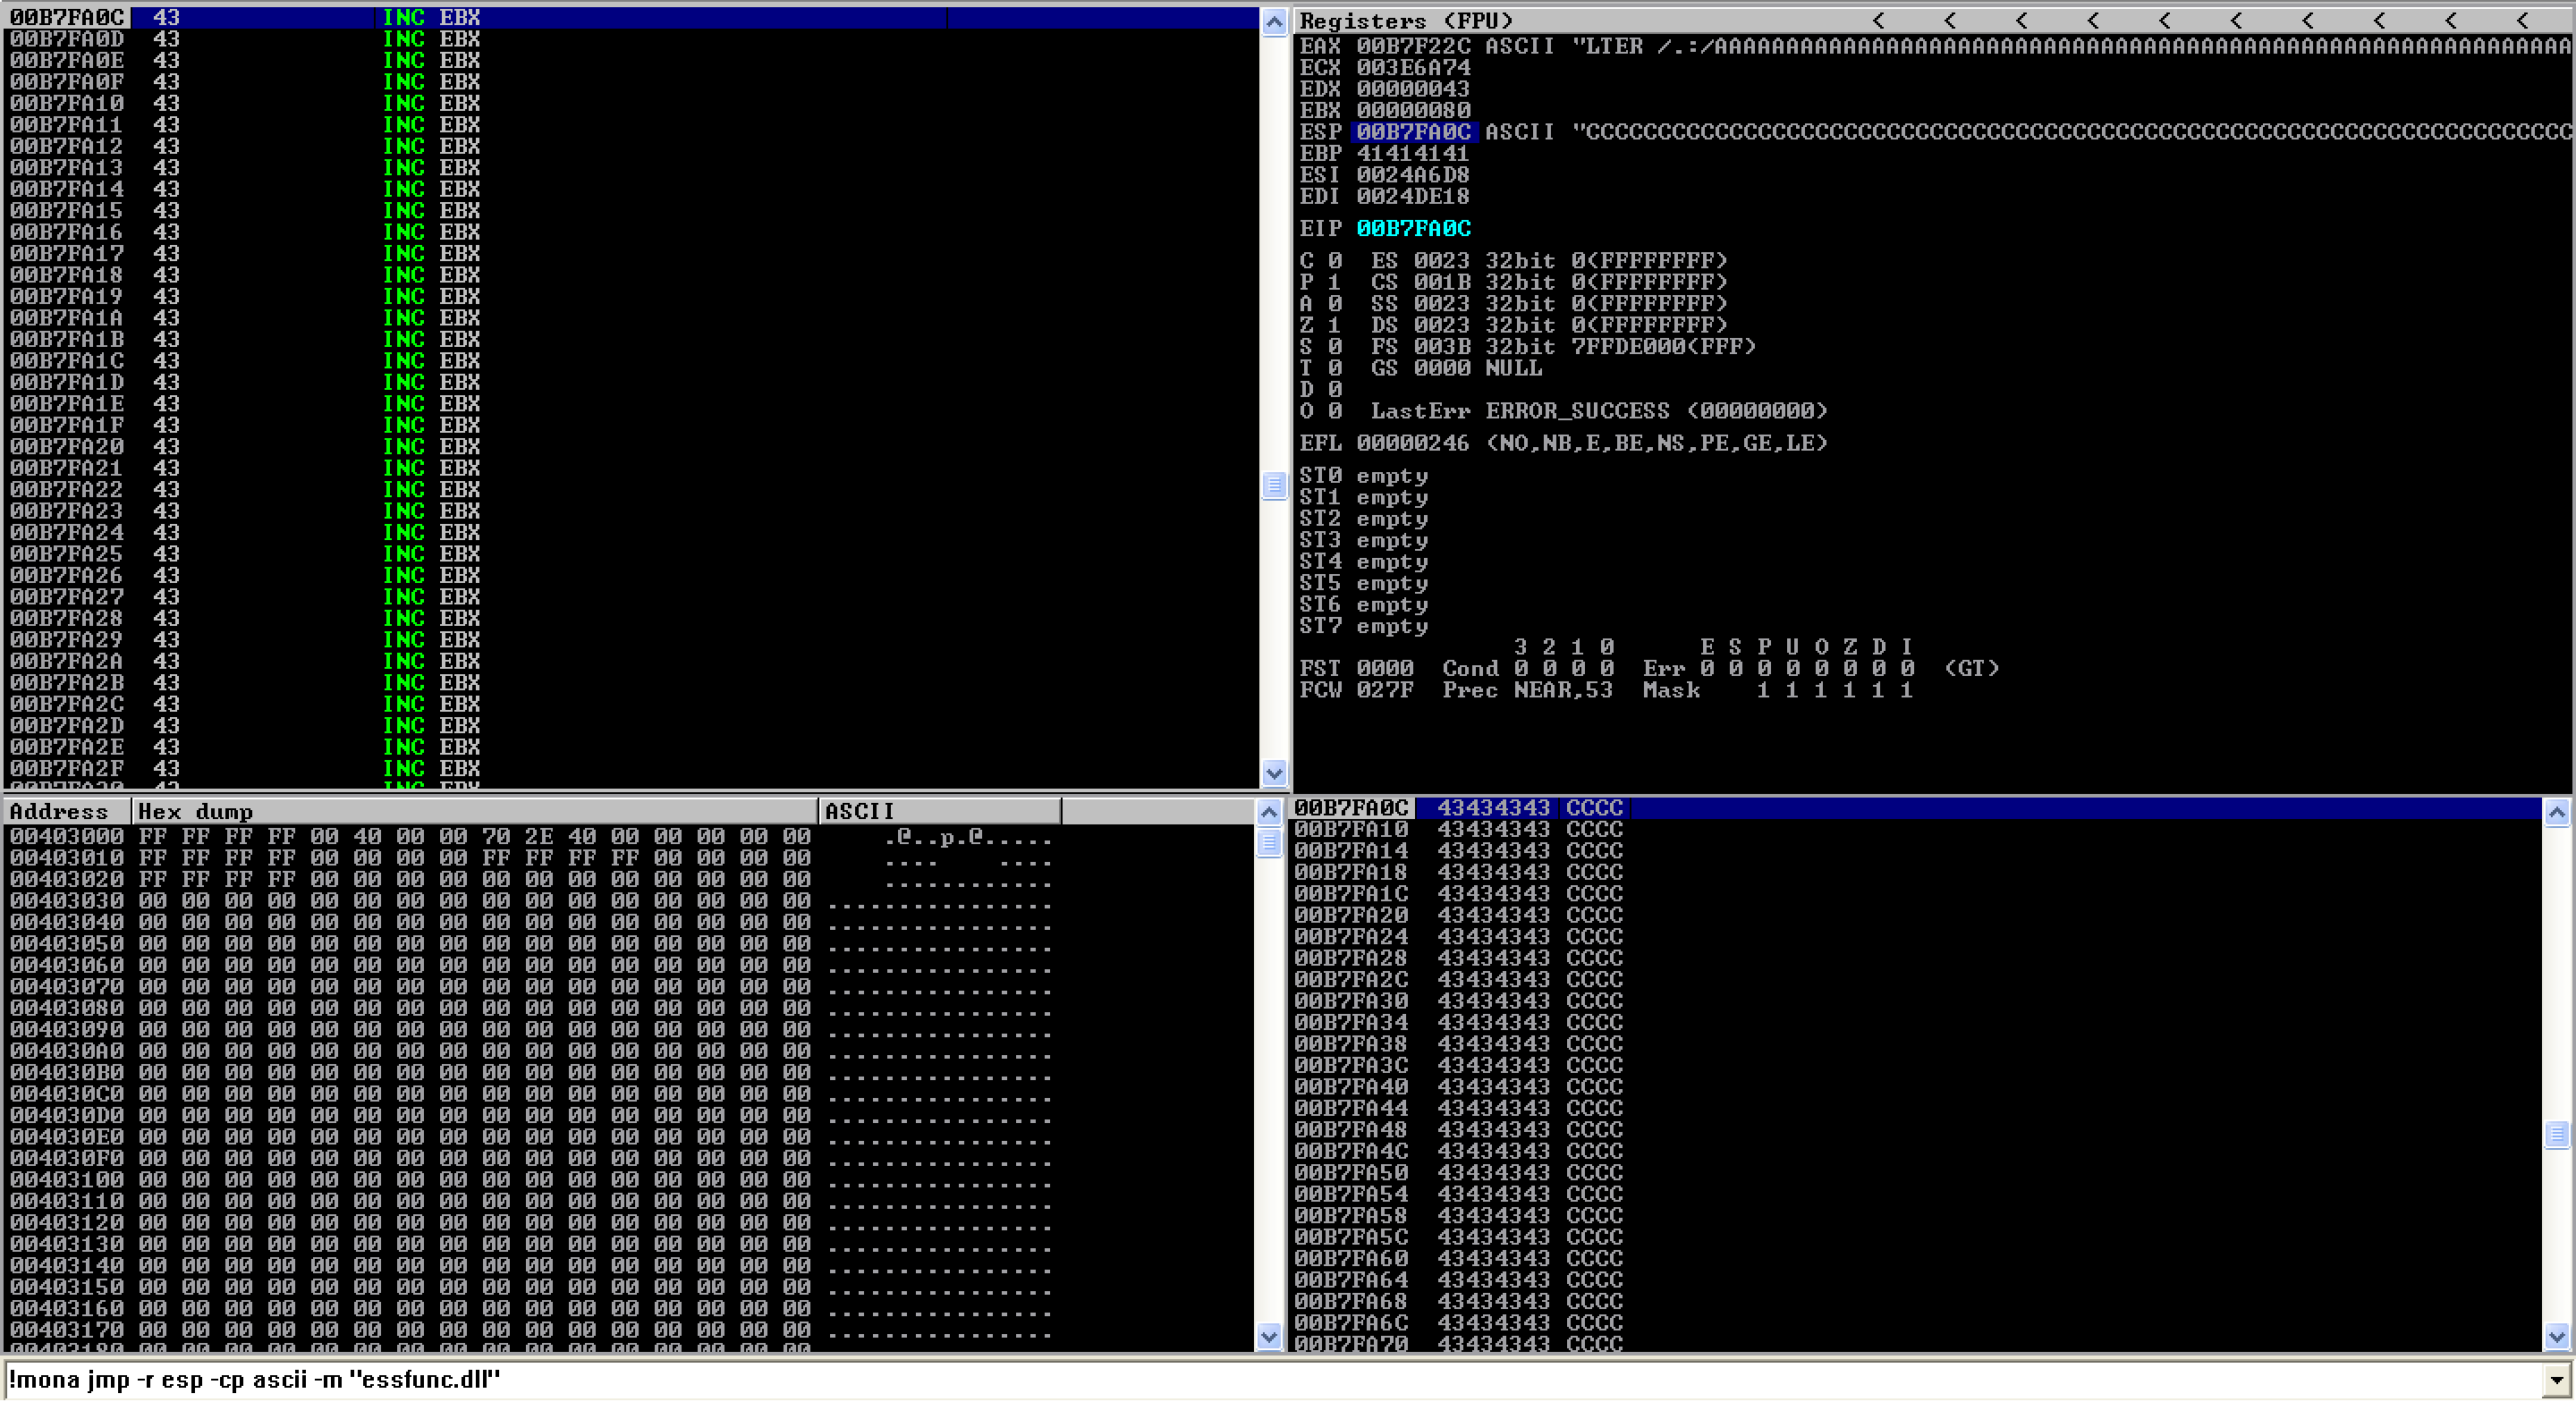 00B7FA0C 43 INC EBX
00B7FA0D 43 INC EBX
00B7FA0E 43 INC EBX
00B7FA0F 43 INC EBX
00B7FA10 43 INC EBX
00B7FA11 43 INC EBX
00B7FA12 43 INC EBX
00B7FA13 43 INC EBX
00B7FA14 43 INC EBX
00B7FA15 43 INC EBX
00B7FA16 43 INC EBX
00B7FA17 43 INC EBX
00B7FA18 43 INC EBX
00B7FA19 43 INC EBX
00B7FA1A 43 INC EBX
00B7FA1B 43 INC EBX
00B7FA1C 43 INC EBX
00B7FA1D 43 INC EBX
00B7FA1E 43 INC EBX
00B7FA1F 43 INC EBX
00B7FA20 43 INC EBX
00B7FA21 43 INC EBX
00B7FA22 43 INC EBX
00B7FA23 43 INC EBX
00B7FA24 43 INC EBX
00B7FA25 43 INC EBX
00B7FA26 43 INC EBX
00B7FA27 43 INC EBX
00B7FA28 43 INC EBX
00B7FA29 43 INC EBX
00B7FA2A 43 INC EBX
00B7FA2B 43 INC EBX
00B7FA2C 43 INC EBX
00B7FA2D 43 INC EBX
00B7FA2E 43 INC EBX
00B7FA2F 43 INC EBX
Registers (FPU) < < < < < < < < < <
EAX 00B7F22C ASCII "LTER /.:/AAAAAAAAAAAAAAAAAAAAAAAAAAAAAAAAAAAAAAAAAAAAAAAAAAAAAAAAAAAA
ECX 003E6A74
EDX 00000043
EBX 00000080
ESP 00B7FA0C ASCII "CCCCCCCCCCCCCCCCCCCCCCCCCCCCCCCCCCCCCCCCCCCCCCCCCCCCCCCCCCCCCCCCCCCCC
EBP 41414141
ESI 0024A6D8
EDI 0024DE18
EIP 00B7FA0C
C 0 ES 0023 32bit 0(FFFFFFFF)
P 1 CS 001B 32bit 0(FFFFFFFF)
A 0 SS 0023 32bit 0(FFFFFFFF)
Z 1 DS 0023 32bit 0(FFFFFFFF)
S 0 FS 003B 32bit 7FFDE000(FFF)
T 0 GS 0000 NULL
D 0
O 0 LastErr ERROR_SUCCESS (00000000)
EFL 00000246 (NO,NB,E,BE,NS,PE,GE,LE)
ST0 empty
ST1 empty
ST2 empty
ST3 empty
ST4 empty
ST5 empty
ST6 empty
ST7 empty
3 2 1 0 E S P U O Z D I
FST 0000 Cond 0 0 0 0 Err 0 0 0 0 0 0 0 0 (GT)
FCW 027F Prec NEAR,53 Mask 1 1 1 1 1 1
Address Hex dump ASCII
00403000 FF FF FF FF 00 40 00 00 70 2E 40 00 00 00 00 00 .@..p.@.....
00403010 FF FF FF FF 00 00 00 00 FF FF FF FF 00 00 00 00 .... ....
00403020 FF FF FF FF 00 00 00 00 00 00 00 00 00 00 00 00 ............
00403030 00 00 00 00 00 00 00 00 00 00 00 00 00 00 00 00 ................
00403040 00 00 00 00 00 00 00 00 00 00 00 00 00 00 00 00 ................
00403050 00 00 00 00 00 00 00 00 00 00 00 00 00 00 00 00 ................
00403060 00 00 00 00 00 00 00 00 00 00 00 00 00 00 00 00 ................
00403070 00 00 00 00 00 00 00 00 00 00 00 00 00 00 00 00 ................
00403080 00 00 00 00 00 00 00 00 00 00 00 00 00 00 00 00 ................
00403090 00 00 00 00 00 00 00 00 00 00 00 00 00 00 00 00 ................
004030A0 00 00 00 00 00 00 00 00 00 00 00 00 00 00 00 00 ................
004030B0 00 00 00 00 00 00 00 00 00 00 00 00 00 00 00 00 ................
004030C0 00 00 00 00 00 00 00 00 00 00 00 00 00 00 00 00 ................
004030D0 00 00 00 00 00 00 00 00 00 00 00 00 00 00 00 00 ................
004030E0 00 00 00 00 00 00 00 00 00 00 00 00 00 00 00 00 ................
004030F0 00 00 00 00 00 00 00 00 00 00 00 00 00 00 00 00 ................
00403100 00 00 00 00 00 00 00 00 00 00 00 00 00 00 00 00 ................
00403110 00 00 00 00 00 00 00 00 00 00 00 00 00 00 00 00 ................
00403120 00 00 00 00 00 00 00 00 00 00 00 00 00 00 00 00 ................
00403130 00 00 00 00 00 00 00 00 00 00 00 00 00 00 00 00 ................
00403140 00 00 00 00 00 00 00 00 00 00 00 00 00 00 00 00 ................
00403150 00 00 00 00 00 00 00 00 00 00 00 00 00 00 00 00 ................
00403160 00 00 00 00 00 00 00 00 00 00 00 00 00 00 00 00 ................
00403170 00 00 00 00 00 00 00 00 00 00 00 00 00 00 00 00 ................
00403180 00 00 00 00 00 00 00 00 00 00 00 00 00 00 00 00
00B7FA0C 43434343 CCCC
00B7FA10 43434343 CCCC
00B7FA14 43434343 CCCC
00B7FA18 43434343 CCCC
00B7FA1C 43434343 CCCC
00B7FA20 43434343 CCCC
00B7FA24 43434343 CCCC
00B7FA28 43434343 CCCC
00B7FA2C 43434343 CCCC
00B7FA30 43434343 CCCC
00B7FA34 43434343 CCCC
00B7FA38 43434343 CCCC
00B7FA3C 43434343 CCCC
00B7FA40 43434343 CCCC
00B7FA44 43434343 CCCC
00B7FA48 43434343 CCCC
00B7FA4C 43434343 CCCC
00B7FA50 43434343 CCCC
00B7FA54 43434343 CCCC
00B7FA58 43434343 CCCC
00B7FA5C 43434343 CCCC
00B7FA60 43434343 CCCC
00B7FA64 43434343 CCCC
00B7FA68 43434343 CCCC
00B7FA6C 43434343 CCCC
00B7FA70 43434343 CCCC
!mona jmp -r esp -cp ascii -m "essfunc.dll"